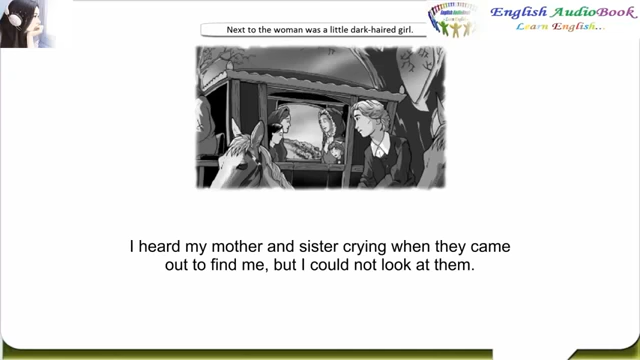 Next to the woman was a little dark-haired girl.
English AudioBook
Learn English...
I heard my mother and sister crying when they came
out to find me, but I could not look at them.